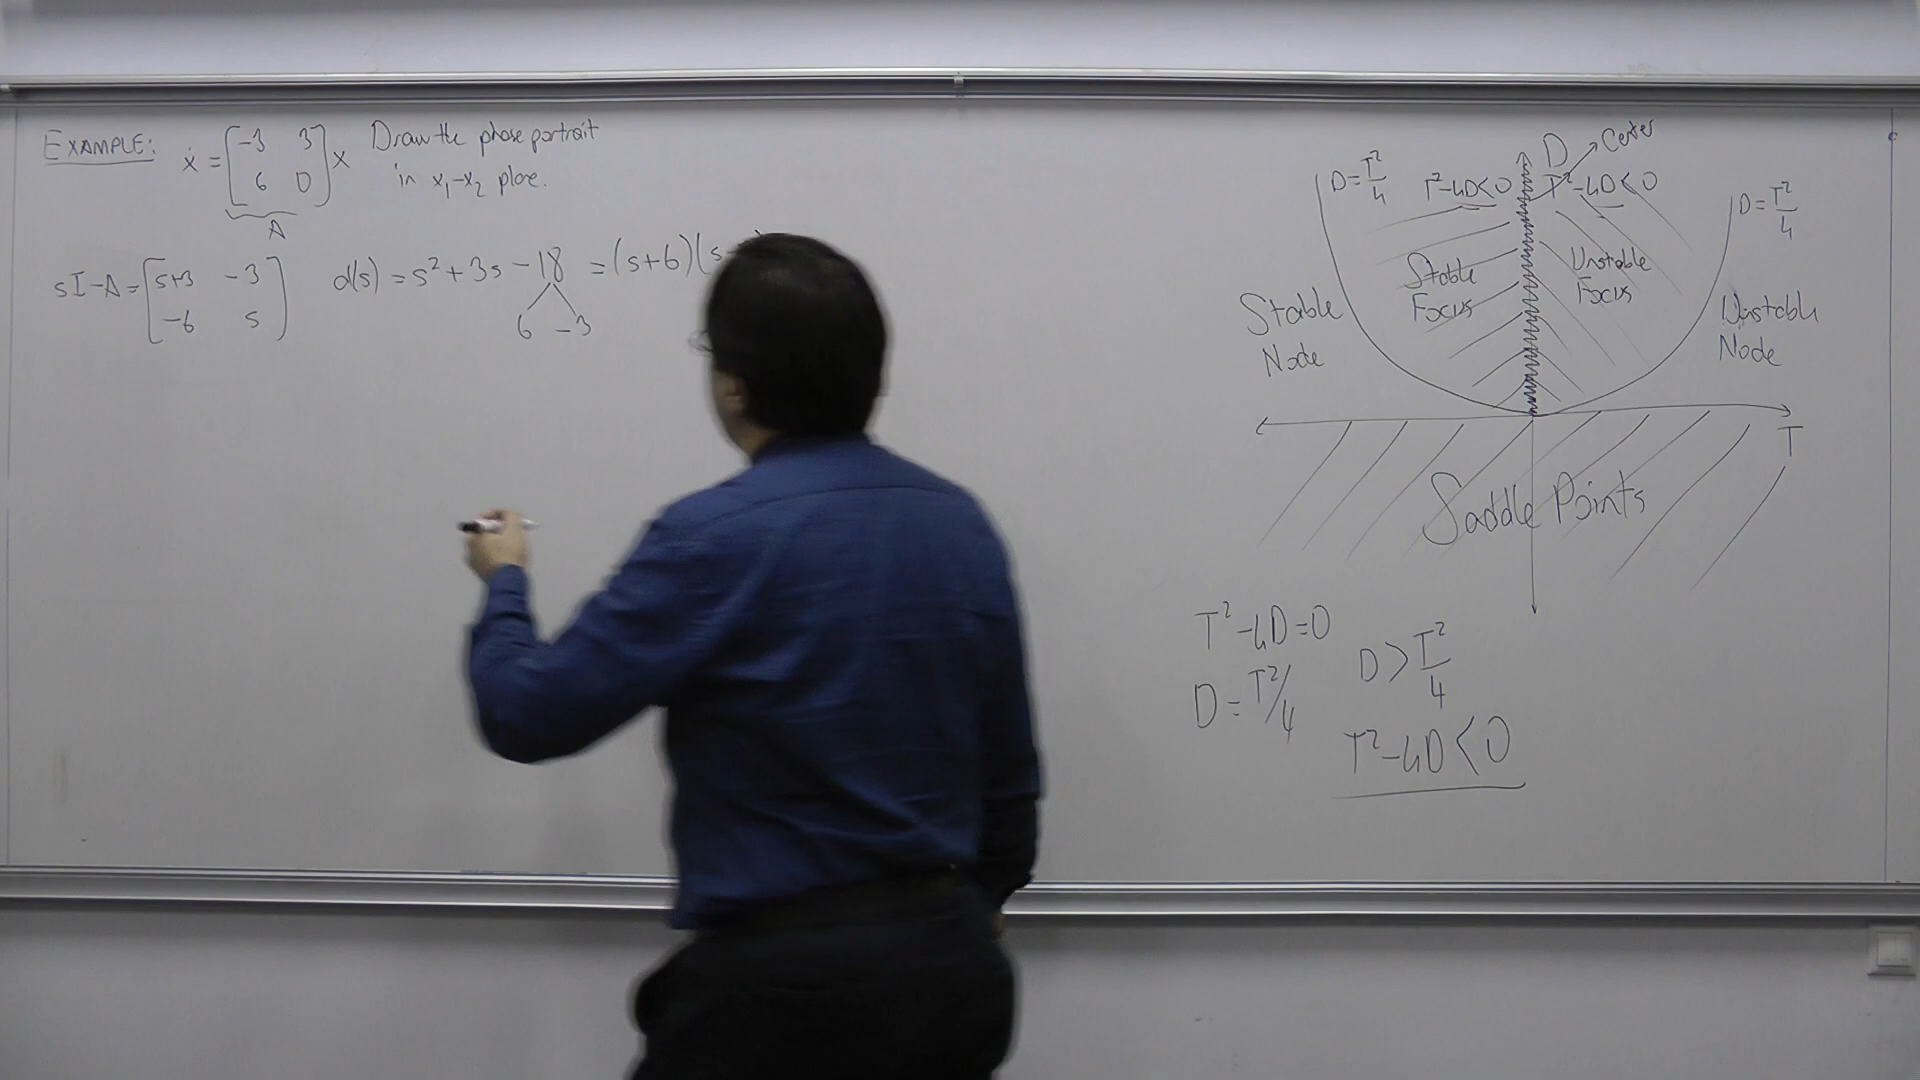 EXAMPLE: ẋ = [-3 3; 6 0] x Draw the phase portrait
in x₁-x₂ plane.
A
sI-A = [s+3 -3; -6 s] d(s) = s² + 3s - 18 = (s+6)(s-
6 -3
D = T²/4
T²-4D<0
D
Center
T²-4D<0
D = T²/4
Stable Node
Stable Focus
Unstable Focus
Unstable Node
T
Saddle Points
T²-4D=0
D = T²/4
D > T²/4
T²-4D<0